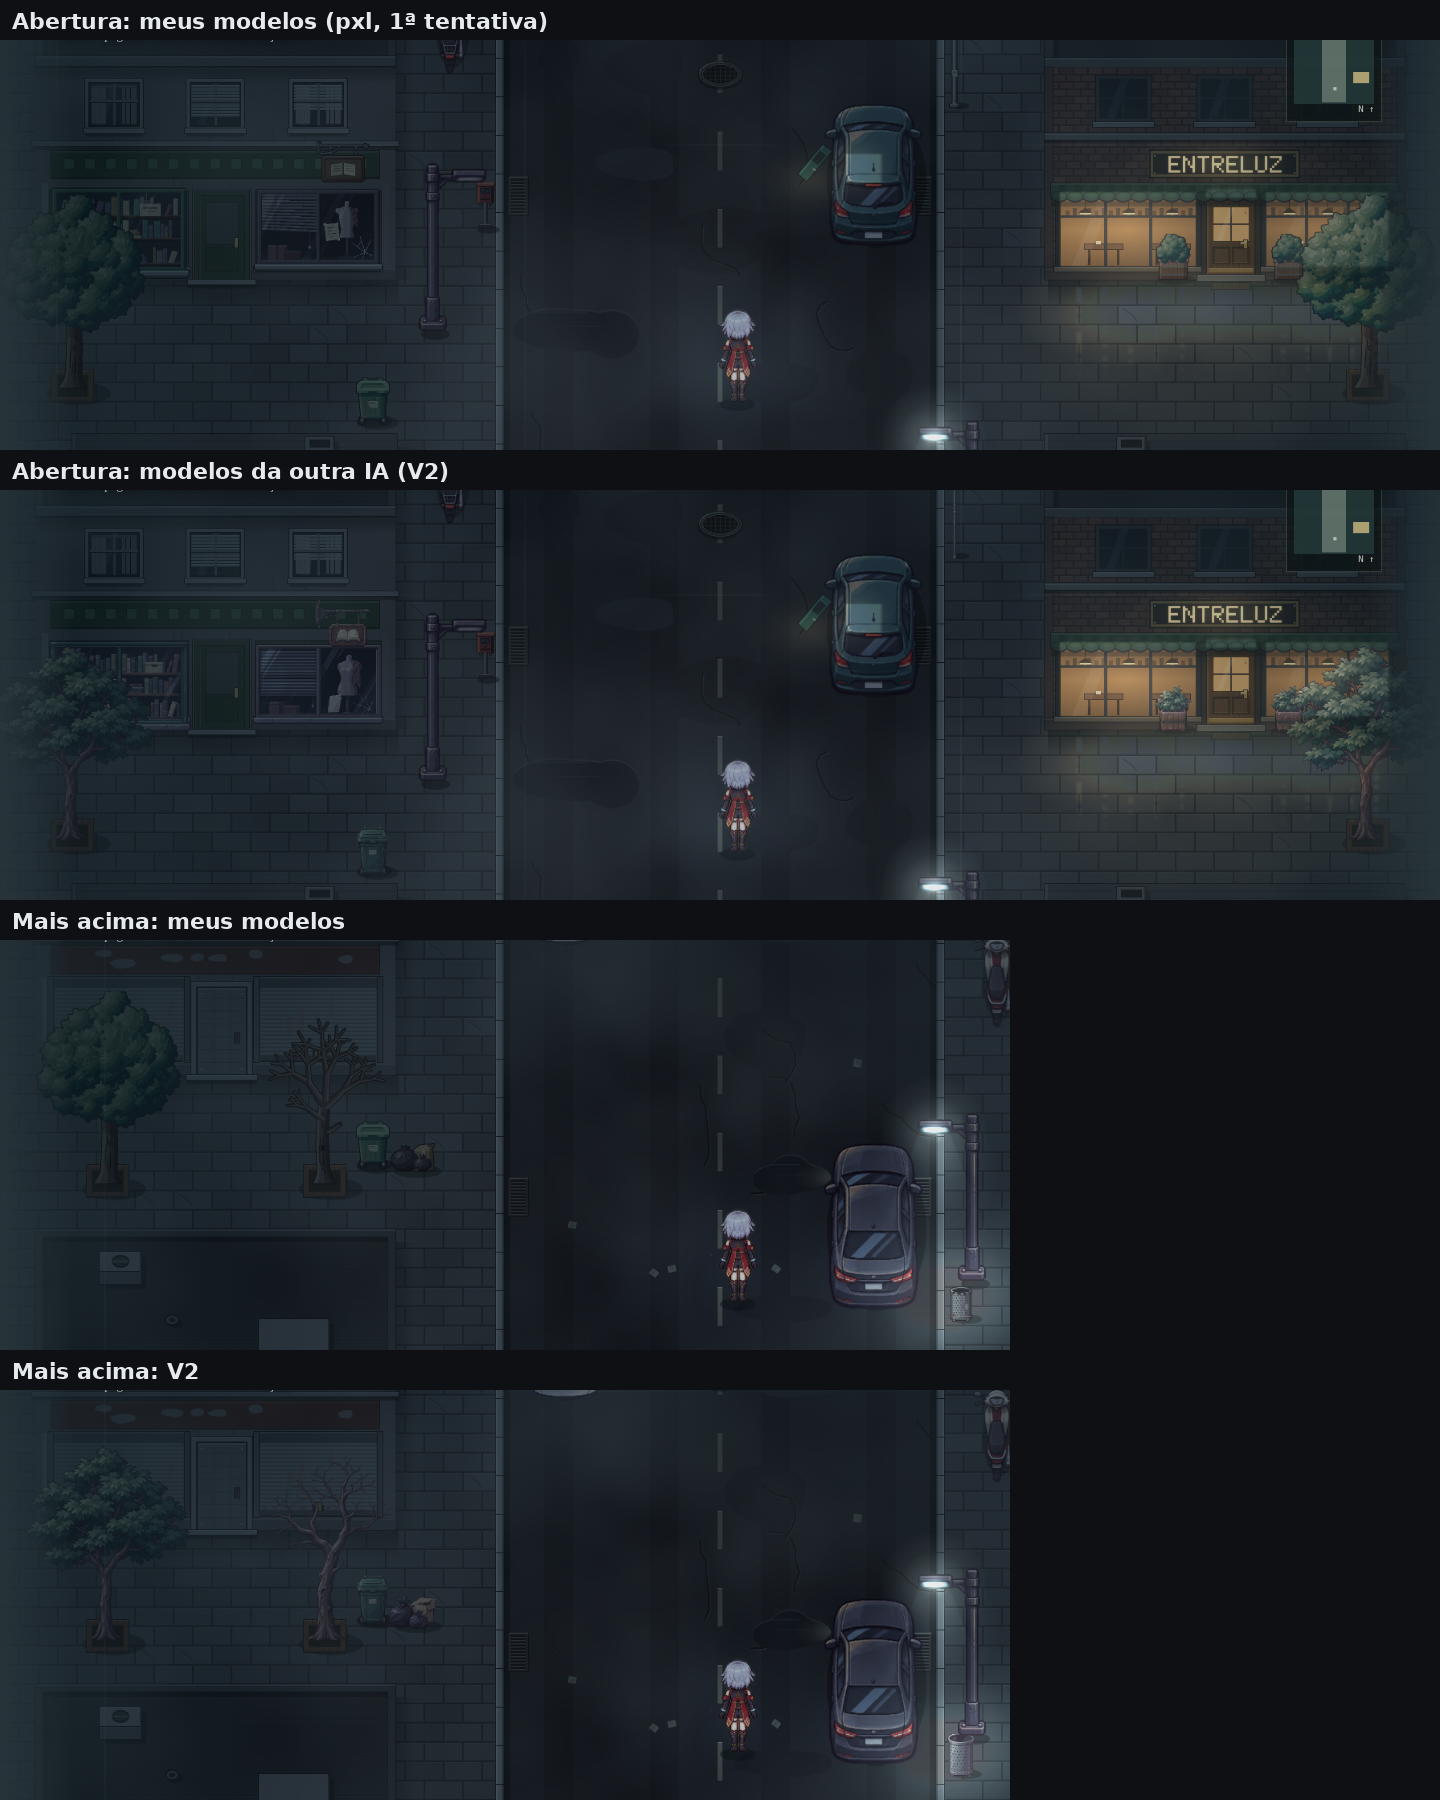 Abertura: meus modelos (pxl, 1ª tentativa)
N ↑
ENTRELUZ
Abertura: modelos da outra IA (V2)
N ↑
ENTRELUZ
Mais acima: meus modelos
Mais acima: V2